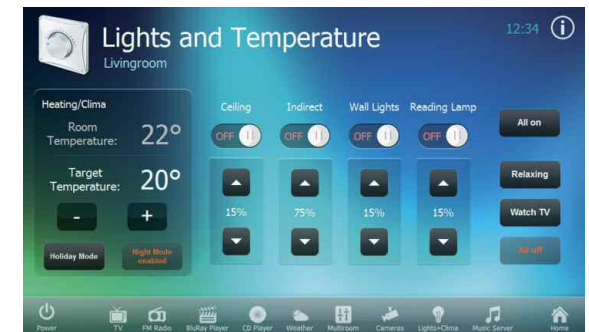 Lights and Temperature
12:34
Livingroom
Heating/Clima
Room
Temperature:
22°
Target
Temperature:
20°
-
+
Holiday Mode
Night Mode
enabled
Ceiling
Indirect
Wall Lights
Reading Lamp
OFF
OFF
OFF
OFF
15%
75%
15%
15%
All on
Relaxing
Watch TV
All off
Power
TV
FM Radio
BluRay Player
CD Player
Weather
Multiroom
Cameras
Lights+Clima
Music Server
Home